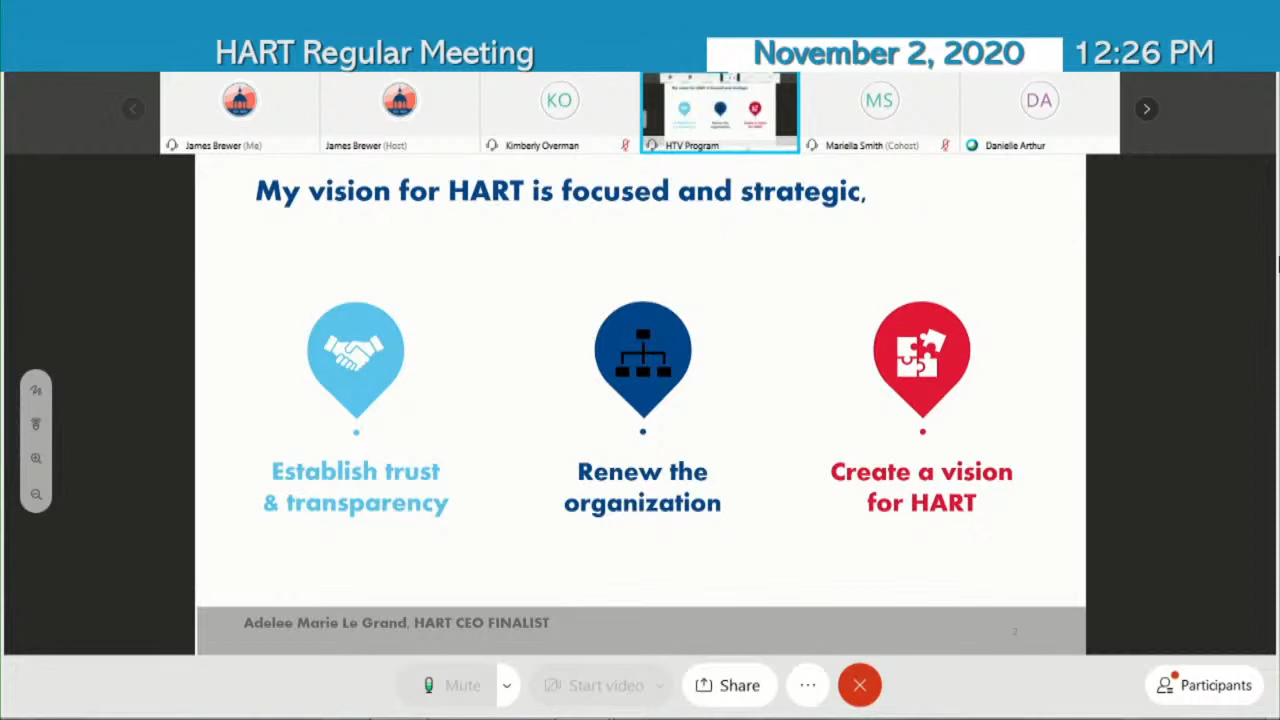 HART Regular Meeting
November 2, 2020
12:26 PM
KO
MS
DA
James Brewer (Me)
James Brewer (Host)
Kimberly Overman
HTV Program
Mariella Smith (Cohost)
Danielle Arthur
My vision for HART is focused and strategic,
Establish trust
& transparency
Renew the
organization
Create a vision
for HART
Adelee Marie Le Grand, HART CEO FINALIST
2
Mute
Start video
Share
Participants